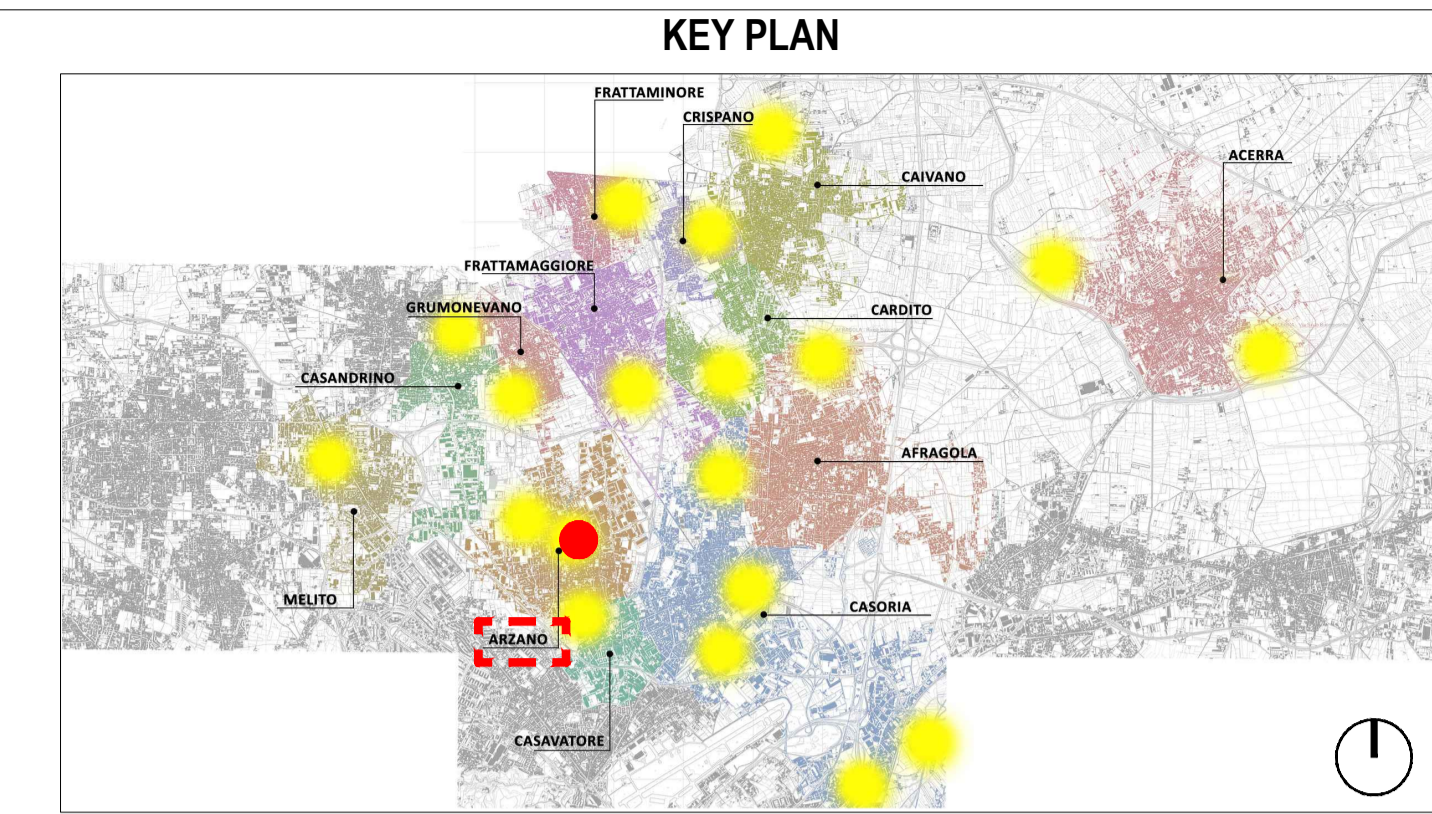 KEY PLAN
FRATTAMINORE
CRISPANO
ACERRA
CAIVANO
FRATTAMAGGIORE
GRUMONEVANO
CARDITO
CASANDRINO
AFRAGOLA
MELITO
CASORIA
ARZANO
CASAVATORE